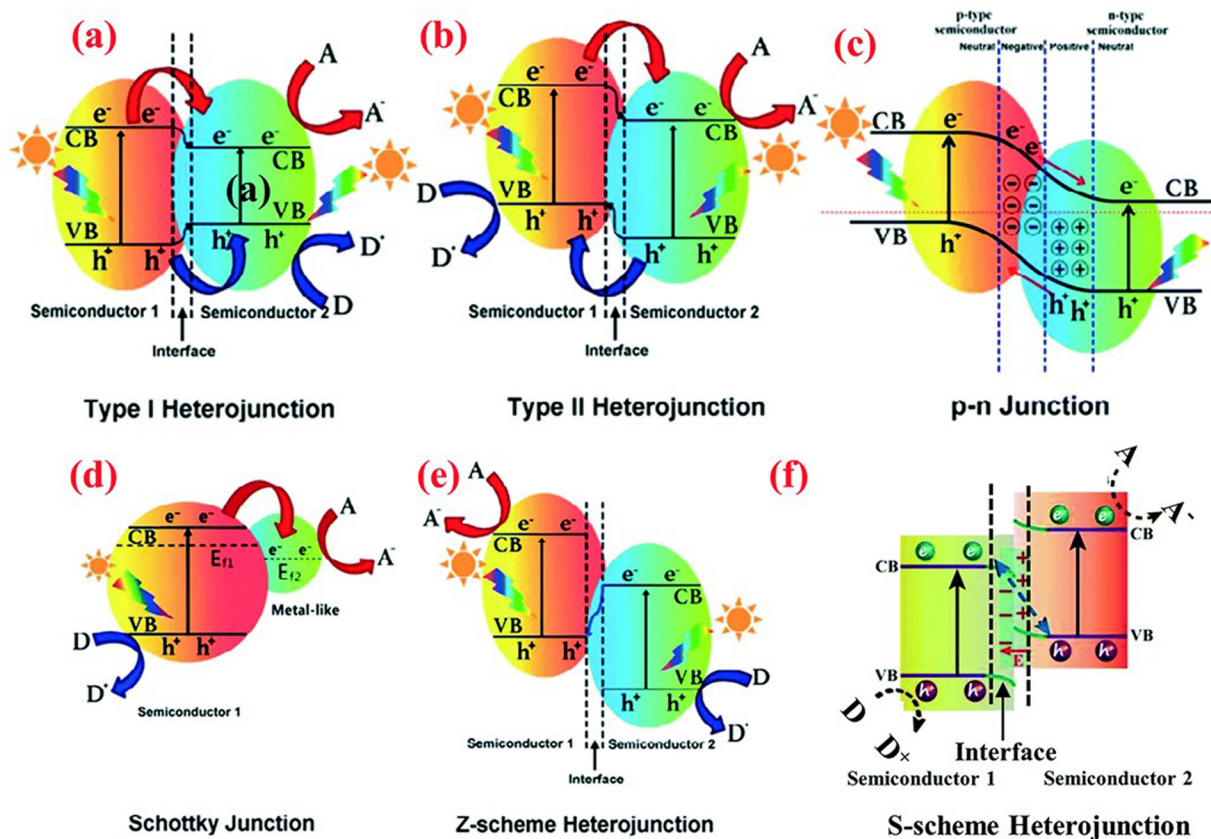 (a)
A
e⁻ e⁻
CB
e⁻ e⁻
A⁻
CB
(a)
VB
VB
h⁺ h⁺
h⁺ h⁺
D⁺
D
Semiconductor 1
Semiconductor 2
Interface
Type I Heterojunction
(b)
A
e⁻ e⁻
CB
e⁻ e⁻
A⁻
CB
D
VB
h⁺ h⁺
VB
D⁺
h⁺ h⁺
Semiconductor 1
Semiconductor 2
Interface
Type II Heterojunction
(c)
p-type semiconductor
n-type semiconductor
Neutral Negative Positive Neutral
CB
e⁻
e⁻ e
e⁻
CB
VB
h⁺
h⁺ h⁺
h⁺
VB
p-n Junction
(d)
A
e⁻ e⁻
CB
Ef1
e⁻ e⁻
Ef2
A⁻
Metal-like
D
VB
h⁺ h⁺
D⁺
Semiconductor 1
Schottky Junction
(e)
A
A⁻
e⁻ e⁻
CB
e⁻ e⁻
CB
VB
h⁺ h⁺
VB
h⁺ h⁺
D
D⁺
Semiconductor 1
Semiconductor 2
Interface
Z-scheme Heterojunction
(f)
A
A⁻
e⁻ e⁻
CB
e⁻ e⁻
CB
+
+
+
+
−
−
−
−
E
VB
h⁺ h⁺
VB
h⁺ h⁺
D
D×
Interface
Semiconductor 1
Semiconductor 2
S-scheme Heterojunction